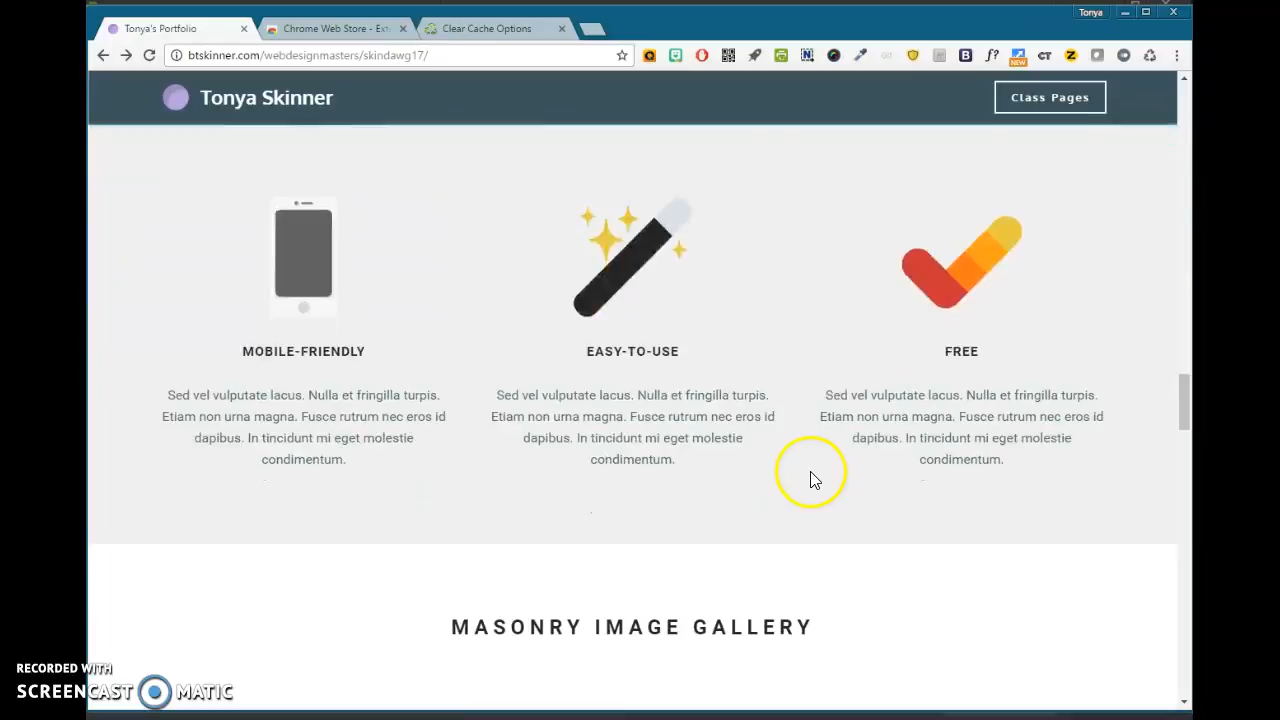 Tonya
Tonya's Portfolio
Chrome Web Store - Ext
Clear Cache Options
btskinner.com/webdesignmasters/skindawg17/
NEW
Tonya Skinner
Class Pages
MOBILE-FRIENDLY
EASY-TO-USE
FREE
Sed vel vulputate lacus. Nulla et fringilla turpis.
Etiam non urna magna. Fusce rutrum nec eros id
dapibus. In tincidunt mi eget molestie
condimentum.
Sed vel vulputate lacus. Nulla et fringilla turpis.
Etiam non urna magna. Fusce rutrum nec eros id
dapibus. In tincidunt mi eget molestie
condimentum.
Sed vel vulputate lacus. Nulla et fringilla turpis.
Etiam non urna magna. Fusce rutrum nec eros id
dapibus. In tincidunt mi eget molestie
condimentum.
MASONRY IMAGE GALLERY
RECORDED WITH
SCREENCAST MATIC